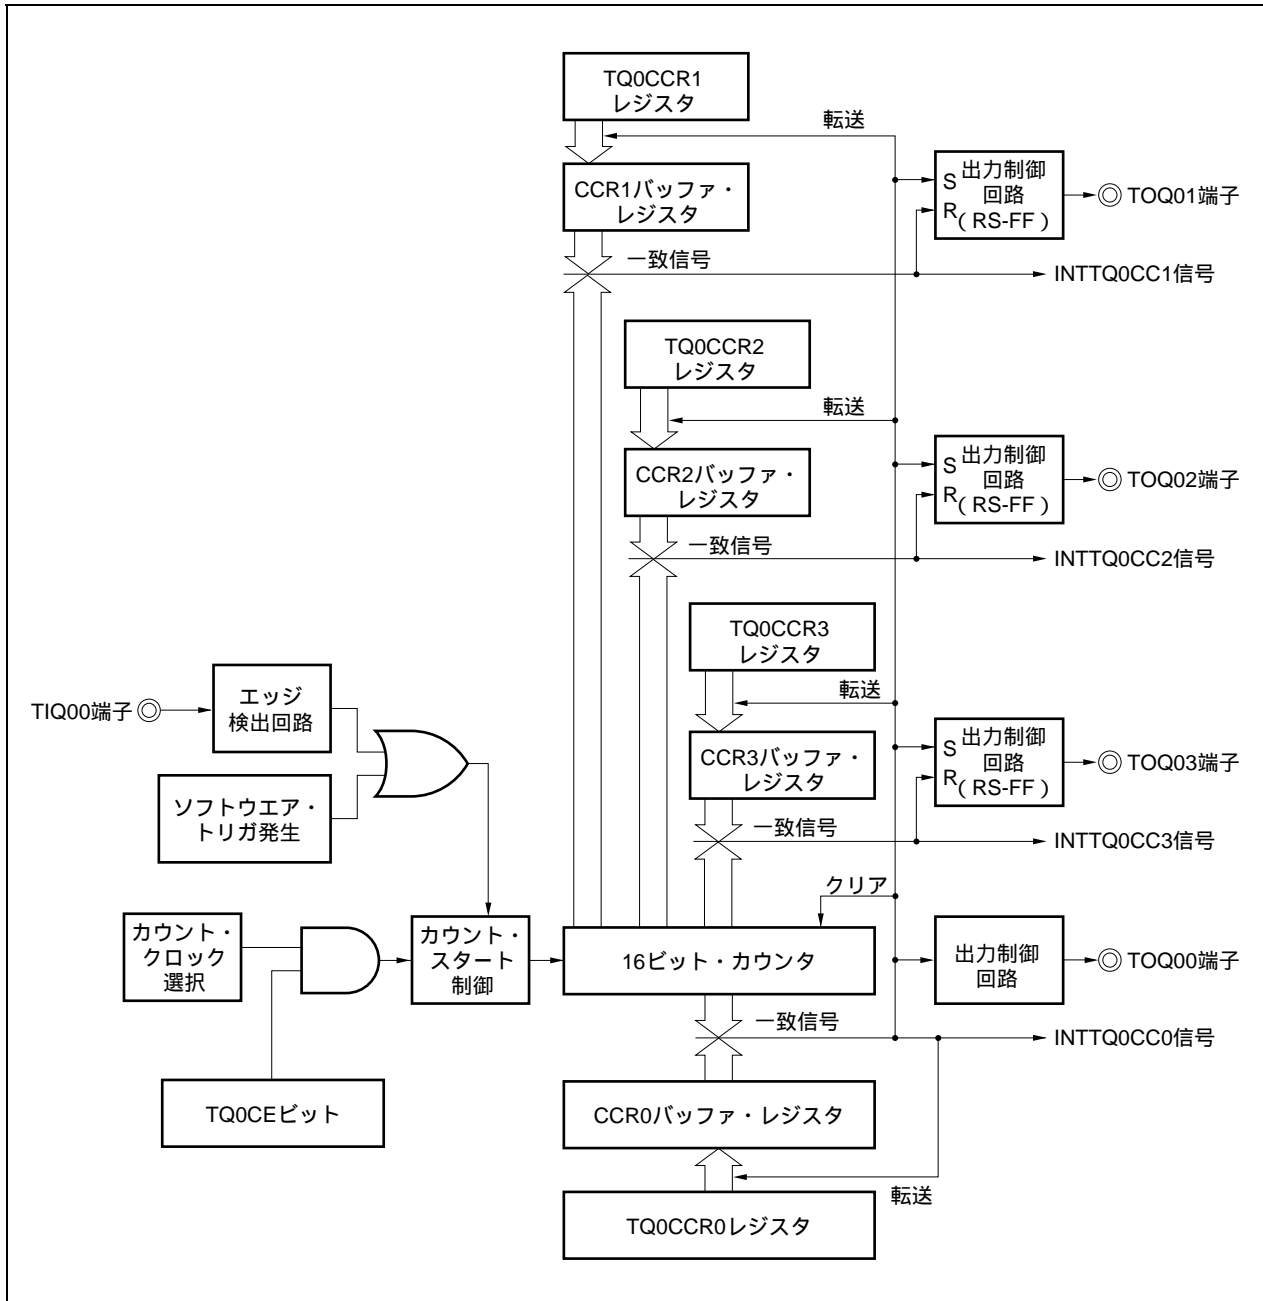 TQ0CCR1
レジスタ
転送
CCR1バッファ・
レジスタ
S 出力制御
回路
R ( RS-FF )
TOQ01端子
一致信号
INTTQ0CC1信号
TQ0CCR2
レジスタ
転送
CCR2バッファ・
レジスタ
S 出力制御
回路
R ( RS-FF )
TOQ02端子
一致信号
INTTQ0CC2信号
TQ0CCR3
レジスタ
転送
TIQ00端子
エッジ
検出回路
CCR3バッファ・
レジスタ
S 出力制御
回路
R ( RS-FF )
TOQ03端子
ソフトウエア・
トリガ発生
一致信号
INTTQ0CC3信号
クリア
カウント・
クロック
選択
カウント・
スタート
制御
16ビット・カウンタ
出力制御
回路
TOQ00端子
一致信号
INTTQ0CC0信号
TQ0CEビット
CCR0バッファ・レジスタ
転送
TQ0CCR0レジスタ